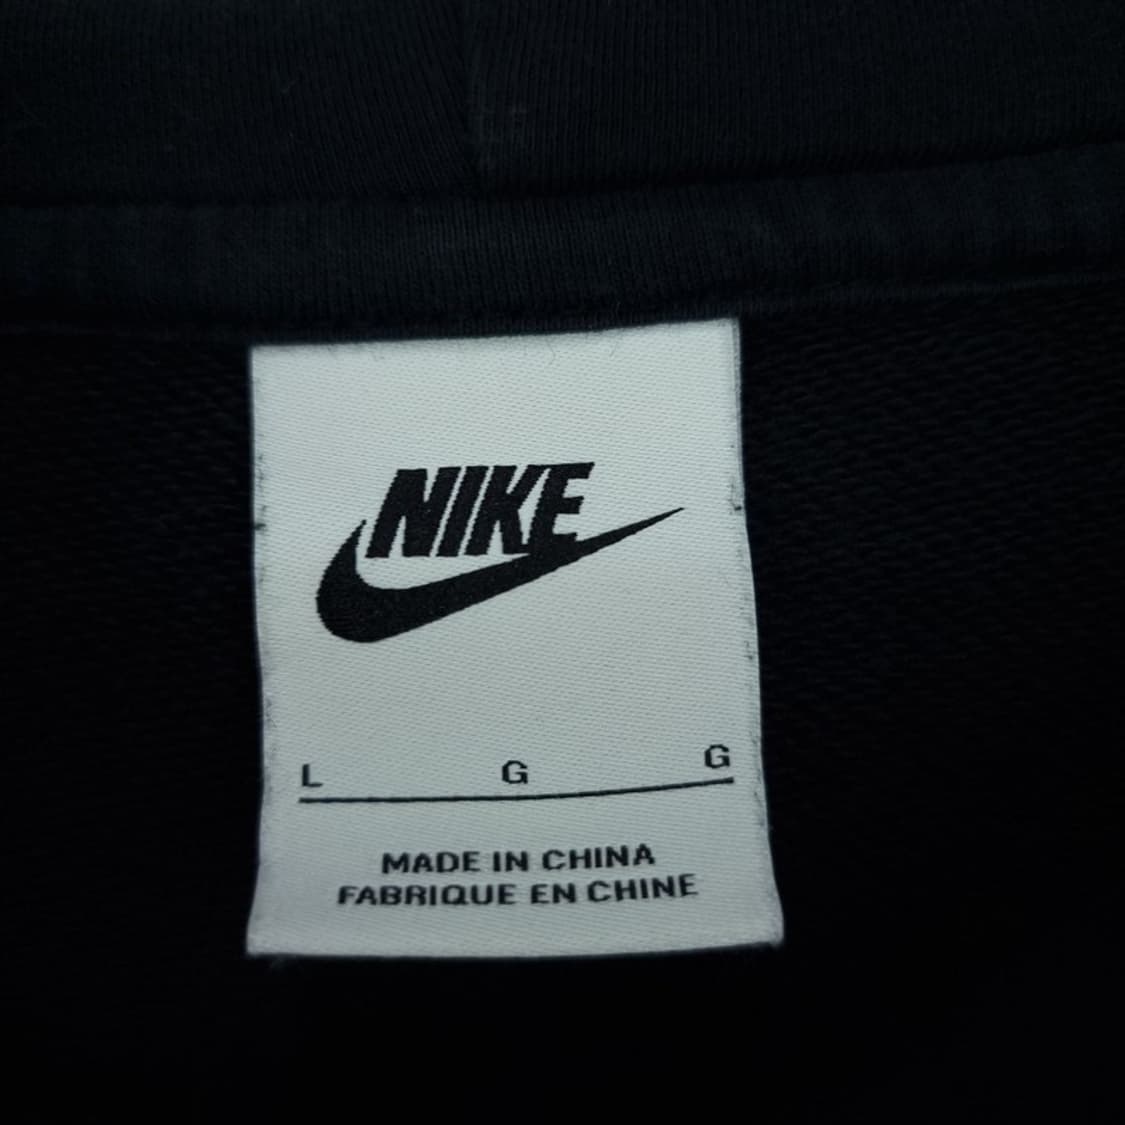 NIKE
L G G
MADE IN CHINA
FABRIQUE EN CHINE